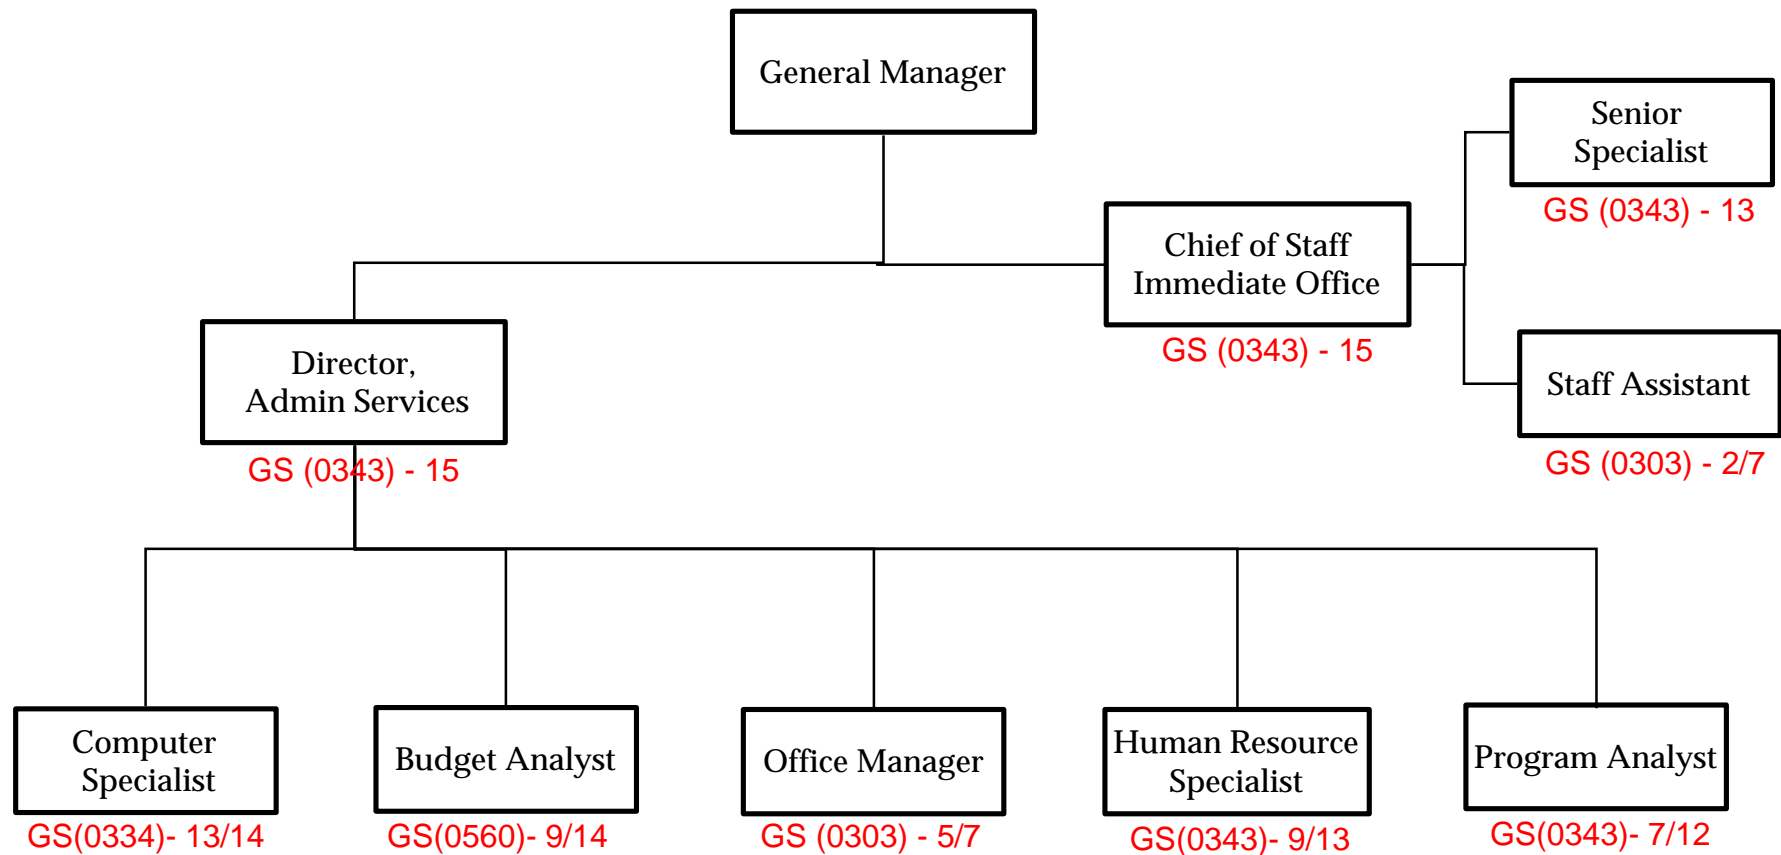 General Manager
Senior
Specialist
GS (0343) - 13
Chief of Staff
Immediate Office
GS (0343) - 15
Director,
Admin Services
GS (0343) - 15
Staff Assistant
GS (0303) - 2/7
Computer
Specialist
GS(0334)- 13/14
Budget Analyst
GS(0560)- 9/14
Office Manager
GS (0303) - 5/7
Human Resource
Specialist
GS(0343)- 9/13
Program Analyst
GS(0343)- 7/12